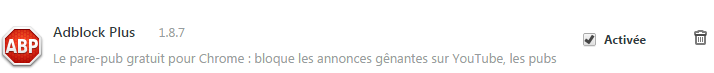 Adblock Plus 1.8.7
ABP
Activée
Le pare-pub gratuit pour Chrome : bloque les annonces gênantes sur YouTube, les pubs